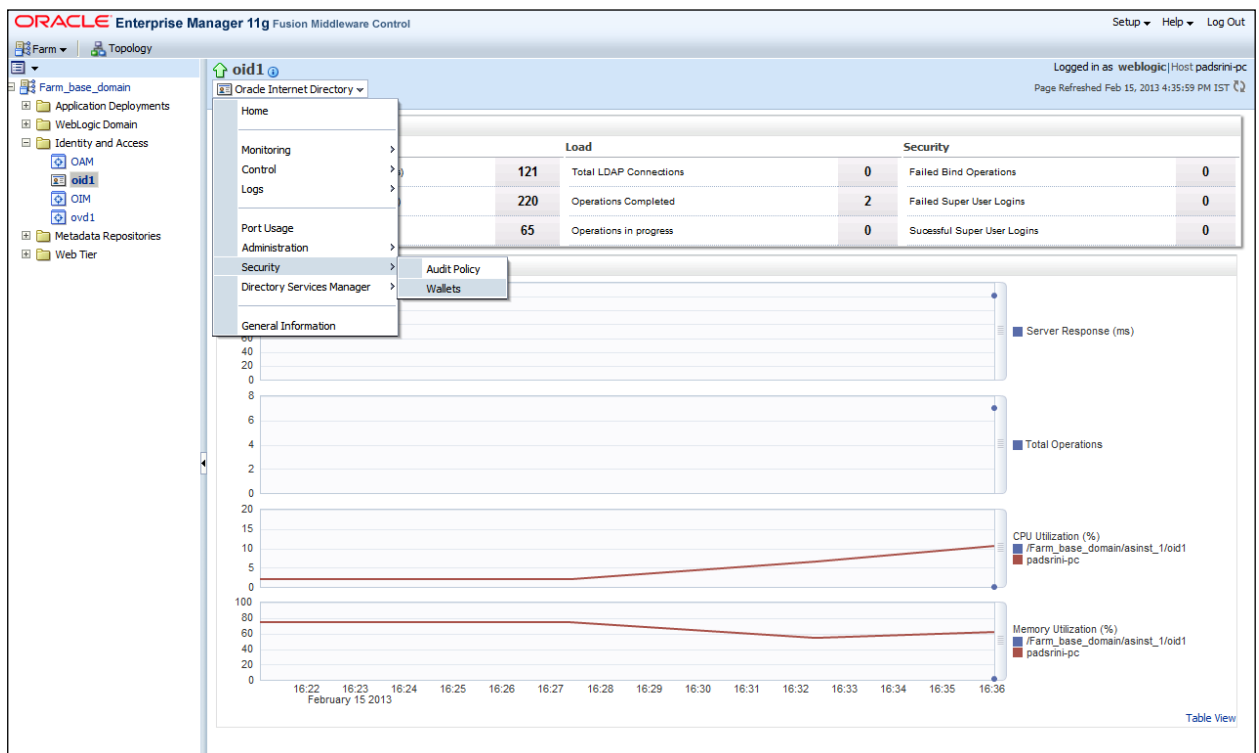 ORACLE Enterprise Manager 11g Fusion Middleware Control
Setup Help Log Out
Farm Topology
Farm_base_domain
Application Deployments
WebLogic Domain
Identity and Access
OAM
oid1
OIM
ovd1
Metadata Repositories
Web Tier
oid1
Logged in as weblogic|Host padsrini-pc
Oracle Internet Directory
Page Refreshed Feb 15, 2013 4:35:59 PM IST
Home
Monitoring
Control
Logs
Port Usage
Administration
Security
Directory Services Manager
General Information
Audit Policy
Wallets
Load
Security
121
Total LDAP Connections
0
Failed Bind Operations
0
220
Operations Completed
2
Failed Super User Logins
0
65
Operations in progress
0
Sucessful Super User Logins
0
60
40
20
0
Server Response (ms)
8
6
4
2
0
Total Operations
20
15
10
5
0
CPU Utilization (%)
/Farm_base_domain/asinst_1/oid1
padsrini-pc
100
80
60
40
20
0
Memory Utilization (%)
/Farm_base_domain/asinst_1/oid1
padsrini-pc
16:22 16:23 16:24 16:25 16:26 16:27 16:28 16:29 16:30 16:31 16:32 16:33 16:34 16:35 16:36
February 15 2013
Table View